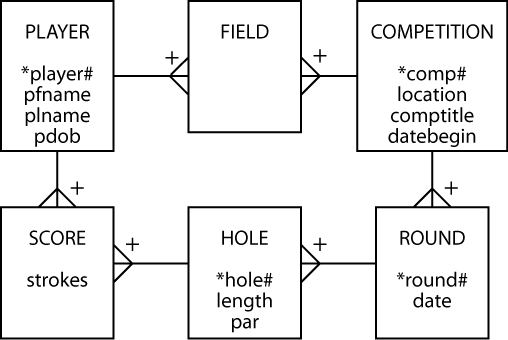 PLAYER
*player#
pfname
plname
pdob
+
FIELD
+
COMPETITION
*comp#
location
comptitle
datebegin
+
+
SCORE
strokes
+
HOLE
*hole#
length
par
+
ROUND
*round#
date